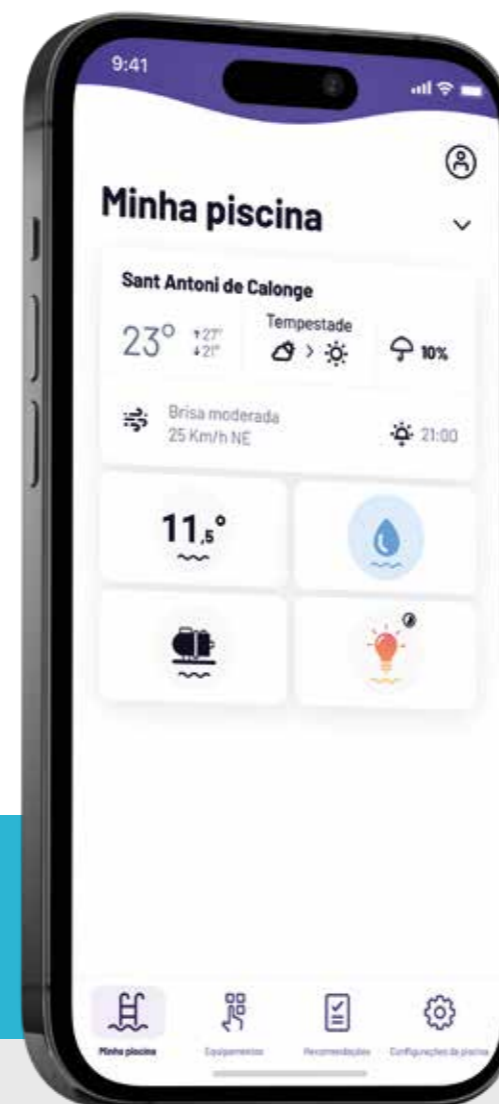 9:41
Minha piscina
Sant Antoni de Calonge
23° ↑27° ↓21°
Tempestade
10%
Brisa moderada
25 Km/h NE
21:00
11,5°
Minha piscina
Equipamentos
Recomendações
Configurações da piscina